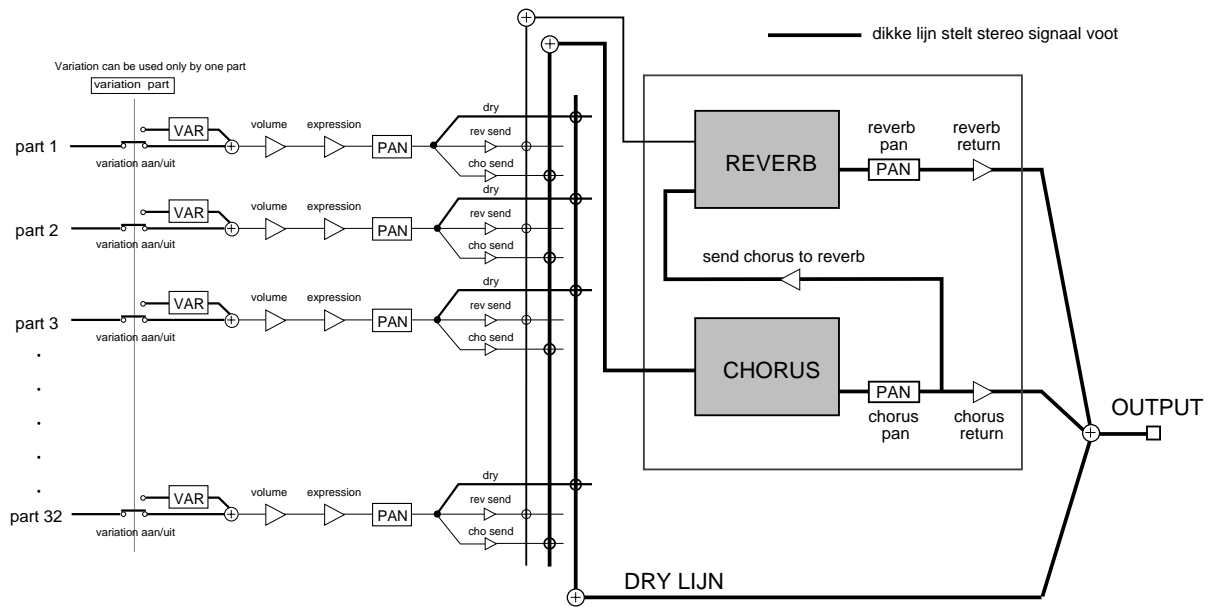 dikke lijn stelt stereo signaal voot
Variation can be used only by one part
variation part
part 1
VAR
variation aan/uit
volume
expression
PAN
dry
rev send
cho send
part 2
VAR
variation aan/uit
volume
expression
PAN
dry
rev send
cho send
part 3
VAR
variation aan/uit
volume
expression
PAN
dry
rev send
cho send
part 32
VAR
variation aan/uit
volume
expression
PAN
dry
rev send
cho send
REVERB
reverb
pan
PAN
reverb
return
send chorus to reverb
CHORUS
PAN
chorus
pan
chorus
return
OUTPUT
DRY LIJN